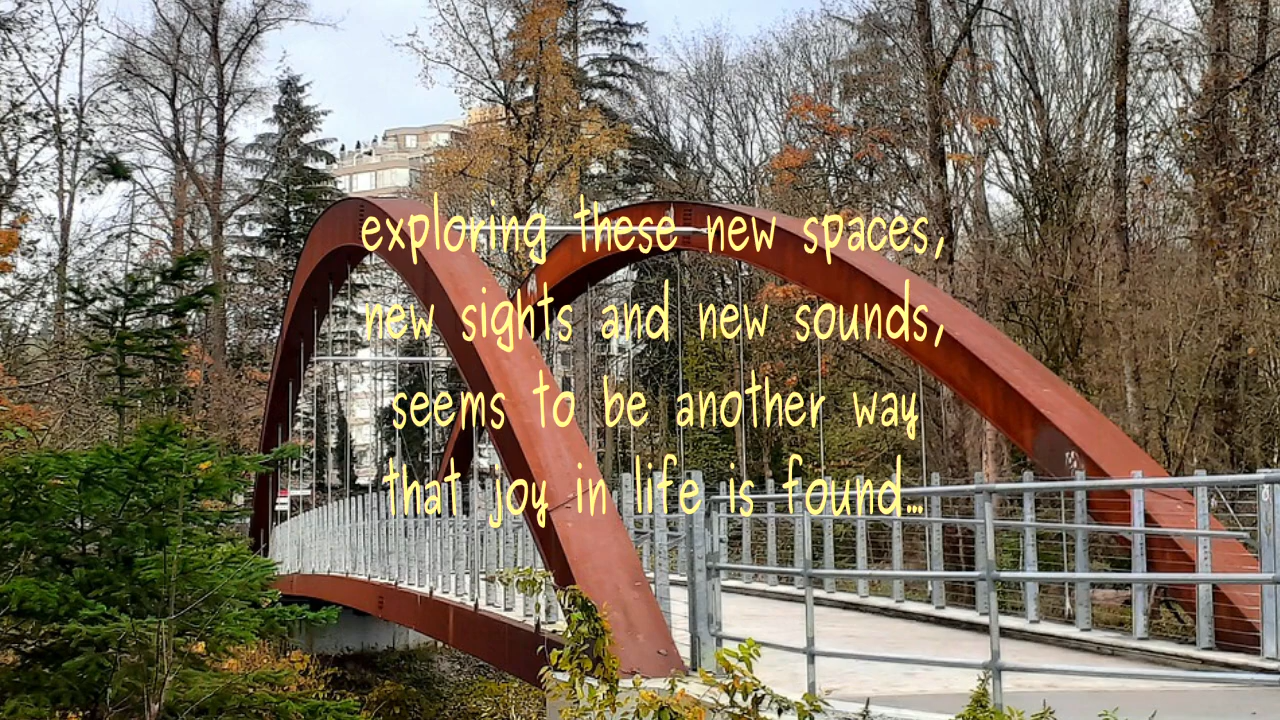 exploring these new spaces,
new sights and new sounds,
seems to be another way
that joy in life is found...